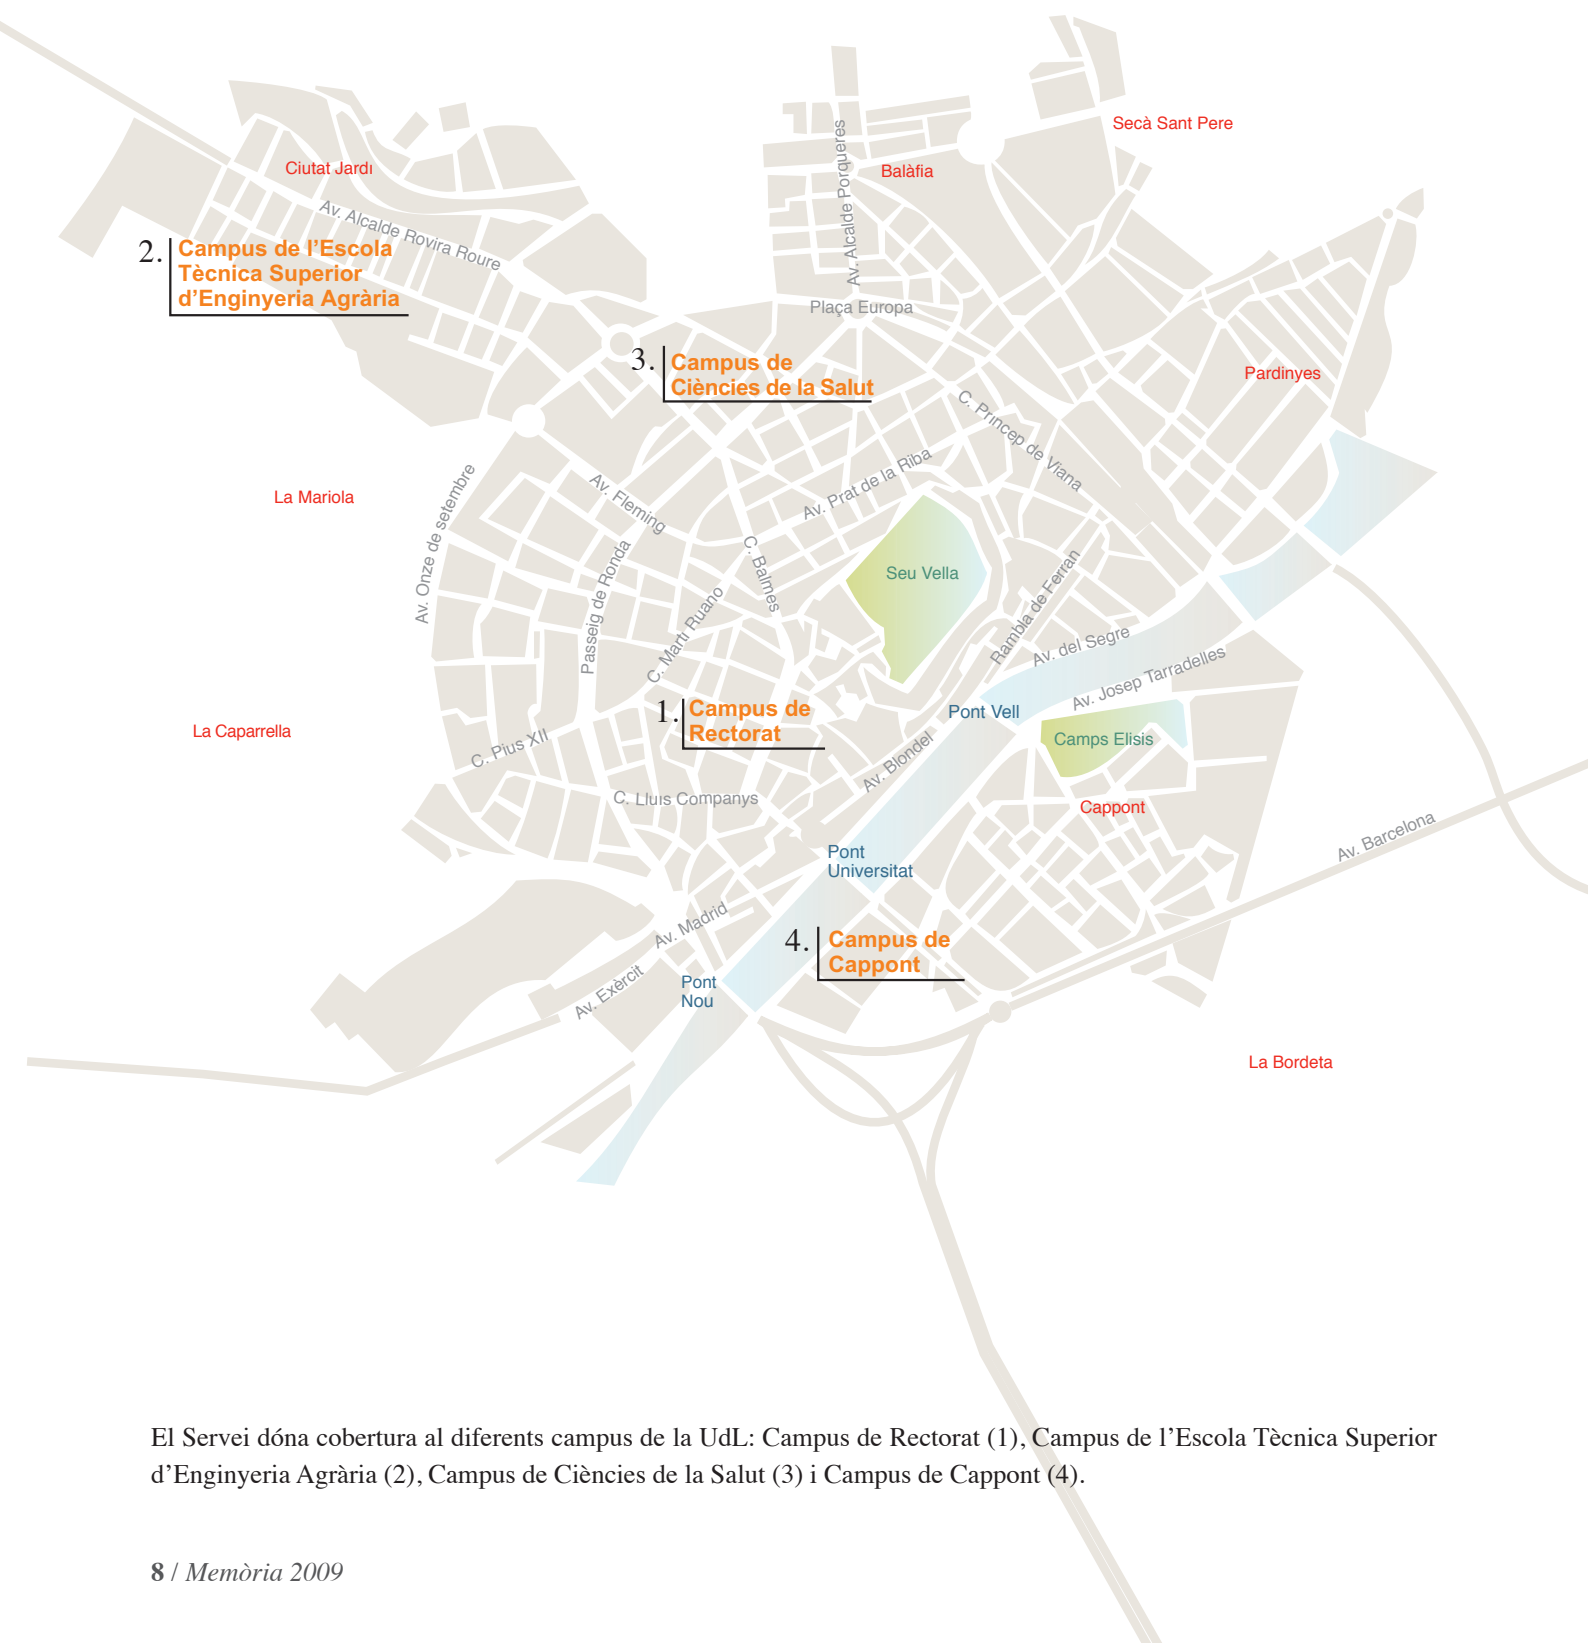 Secà Sant Pere
Ciutat Jardı
Balàfia
Av. Alcalde Porqueres
Av. Alcalde Rovira Roure
2.
Campus de l’Escola
Tècnica Superior
d’Enginyeria Agrària
Plaça Europa
3.
Campus de
Ciències de la Salut
Pardinyes
C. Príncep de Viana
Av. Prat de la Riba
La Mariola
Av. Onze de setembre
Av. Fleming
Passeig de Ronda
C. Balmes
C. Martı Ruano
Seu Vella
Rambla de Ferran
Av. del Segre
Av. Josep Tarradelles
1.
Campus de
Rectorat
Pont Vell
Camps Elisis
La Caparrella
C. Pius XII
Av. Blondel
C. Lluıs Companys
Cappont
Av. Barcelona
Pont
Universitat
Av. Madrid
4.
Campus de
Cappont
Av. Exèrcit
Pont
Nou
La Bordeta
El Servei dóna cobertura al diferents campus de la UdL: Campus de Rectorat (1), Campus de l’Escola Tècnica Superior
d’Enginyeria Agrària (2), Campus de Ciències de la Salut (3) i Campus de Cappont (4).
8 / Memòria 2009